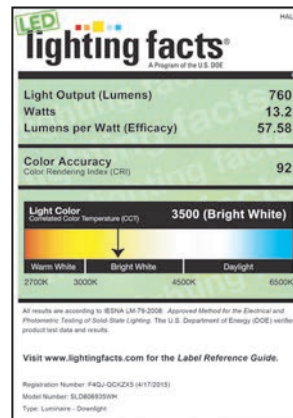 LED
HAL
lighting facts®
A Program of the U.S. DOE
Light Output (Lumens) 760
Watts 13.2
Lumens per Watt (Efficacy) 57.58
Color Accuracy 92
Color Rendering Index (CRI)
Light Color
Correlated Color Temperature (CCT) 3500 (Bright White)
Warm White Bright White Daylight
2700K 3000K 4500K 6500K
All results are according to IESNA LM-79-2008: Approved Method for the Electrical and
Photometric Testing of Solid-State Lighting. The U.S. Department of Energy (DOE) verifies
product test data and results.
Visit www.lightingfacts.com for the Label Reference Guide.
Registration Number: F4QJ-QCKZX5 (4/17/2015)
Model Number: SLD606935WH
Type: Luminaire - Downlight